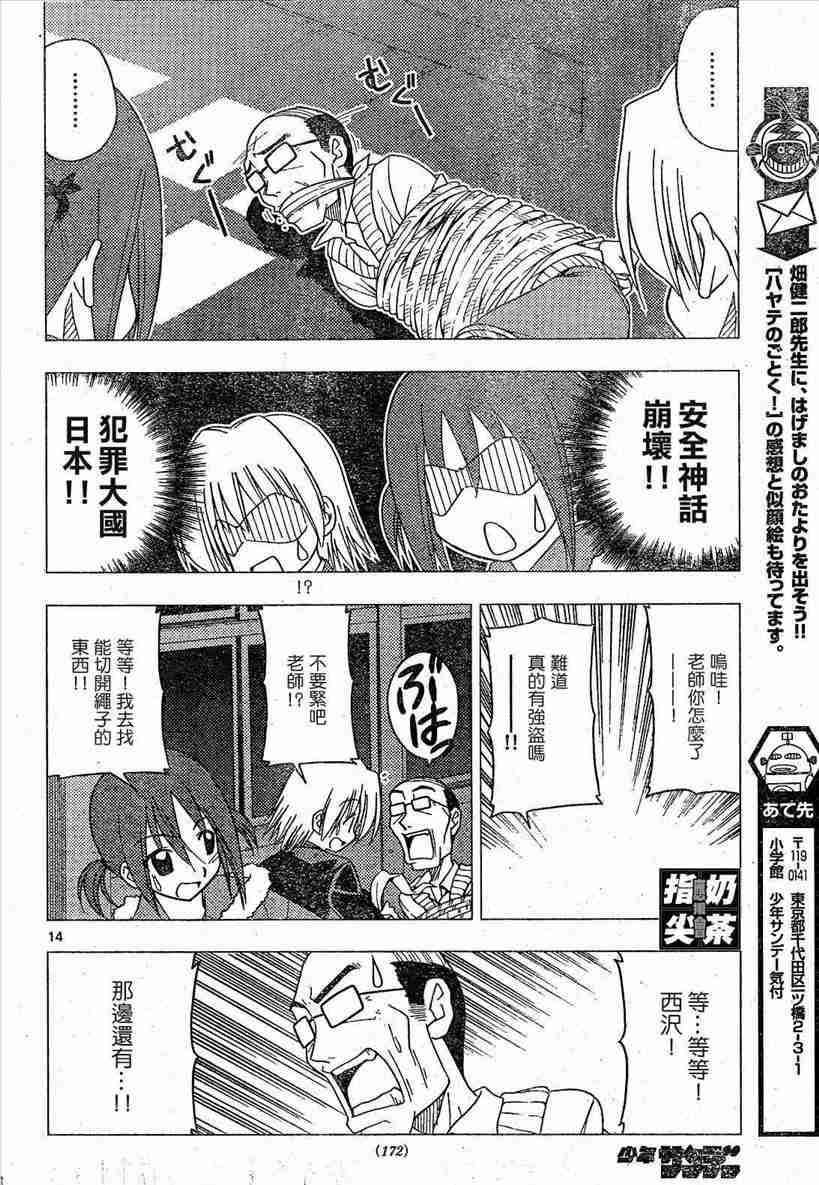 ………
むぐ〜
むぐ〜
………
安全神話
崩壞!!
犯罪大國
日本!!
!?
嗚哇!
老師你怎麼了
———!
難道
真的有強盜嗎
!!
ぶはっ
不要緊吧
老師!?
等等!我去找
能切開繩子的
東西!!
14
等…等等!
西沢!
那邊還有…!!
(172)
指尖
奶茶
少年サンデー
畑健二郎先生に、はげましのおたよりを出そう!!
[ハヤテのごとく!]の感想と似顔絵も待ってます。
あて先
〒119-0141 東京都千代田区一ツ橋2-3-1
小学館 少年サンデー気付